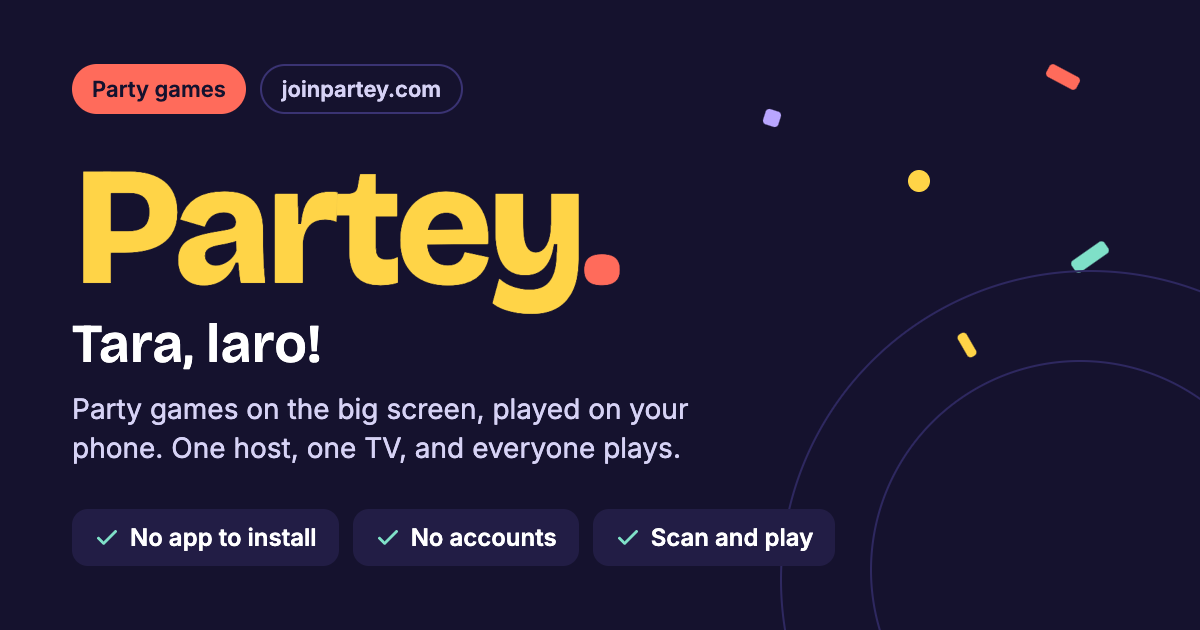 Party games
joinpartey.com
Partey.
Tara, laro!
Party games on the big screen, played on your
phone. One host, one TV, and everyone plays.
No app to install
No accounts
Scan and play